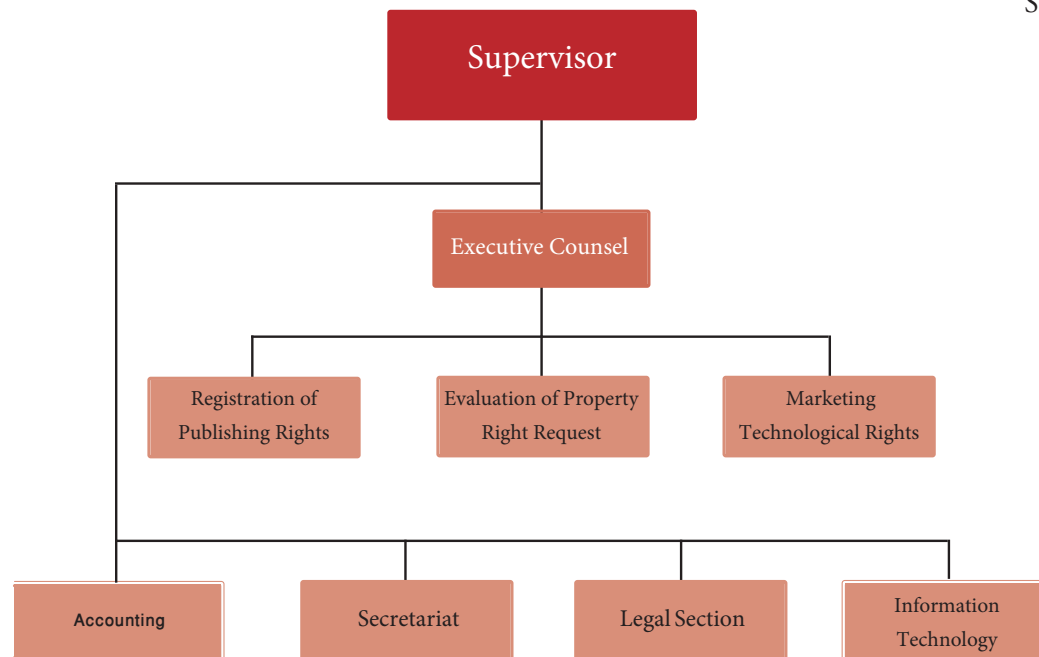 S
Supervisor
Executive Counsel
Registration of
Publishing Rights
Evaluation of Property
Right Request
Marketing
Technological Rights
Accounting
Secretariat
Legal Section
Information
Technology